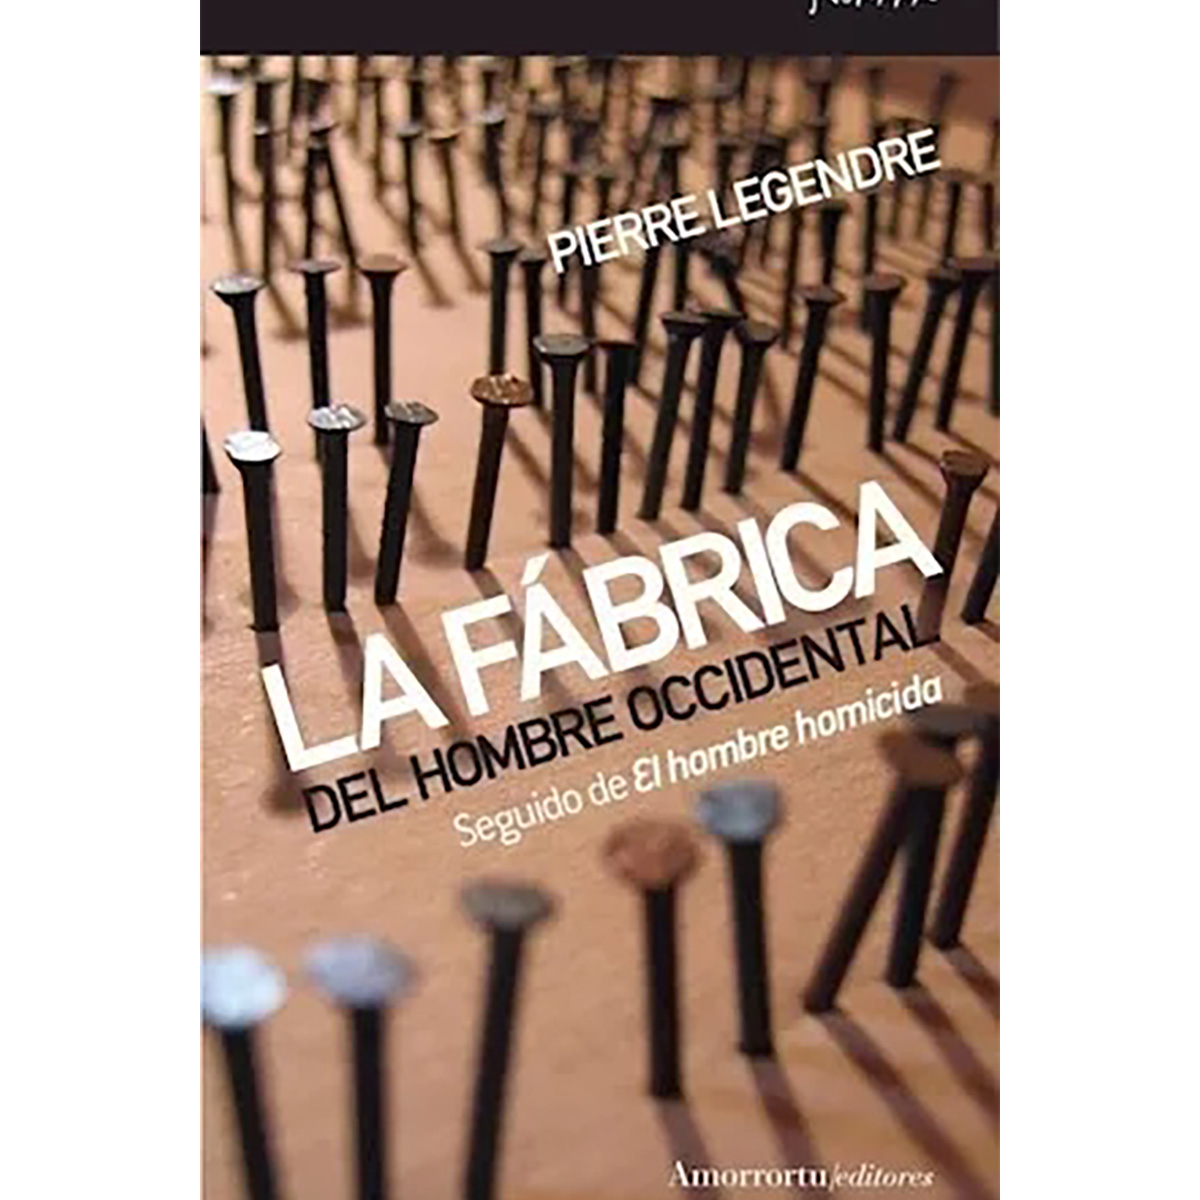 PIERRE LEGENDRE
LA FÁBRICA
DEL HOMBRE OCCIDENTAL
Seguido de El hombre homicida
Amorrortu/editores